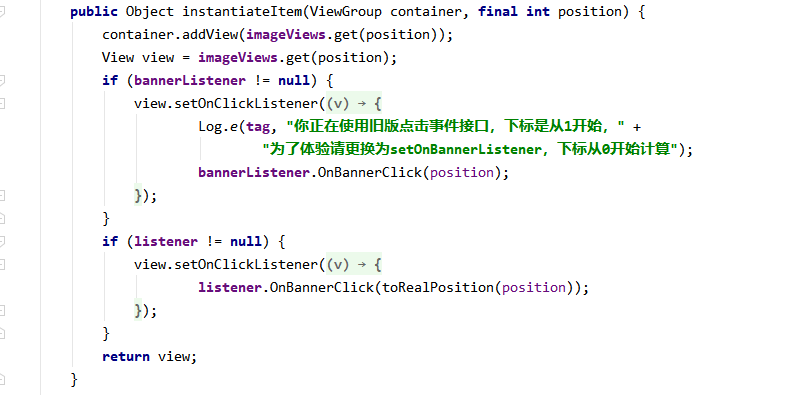 public Object instantiateItem(ViewGroup container, final int position) {
container.addView(imageViews.get(position));
View view = imageViews.get(position);
if (bannerListener != null) {
view.setOnClickListener((v) → {
Log.e(tag, "你正在使用旧版点击事件接口，下标是从1开始，" +
"为了体验请更换为setOnBannerListener，下标从0开始计算");
bannerListener.OnBannerClick(position);
});
}
if (listener != null) {
view.setOnClickListener((v) → {
listener.OnBannerClick(toRealPosition(position));
});
}
return view;
}